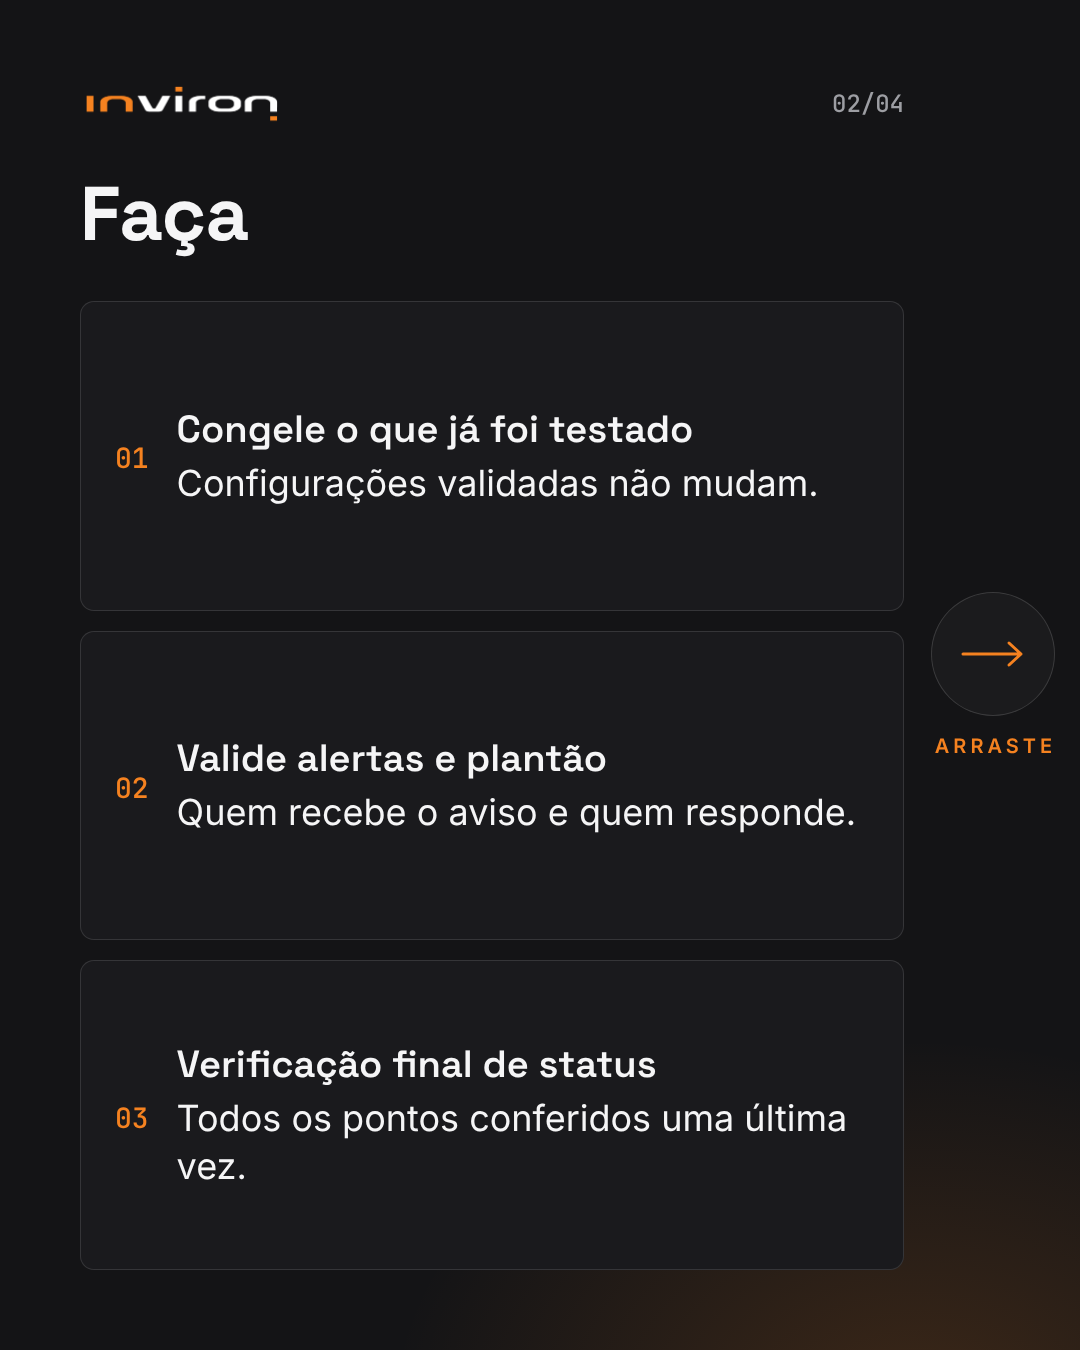 inviron
02/04
Faça
01
Congele o que já foi testado
Configurações validadas não mudam.
02
Valide alertas e plantão
Quem recebe o aviso e quem responde.
03
Verificação final de status
Todos os pontos conferidos uma última
vez.
ARRASTE